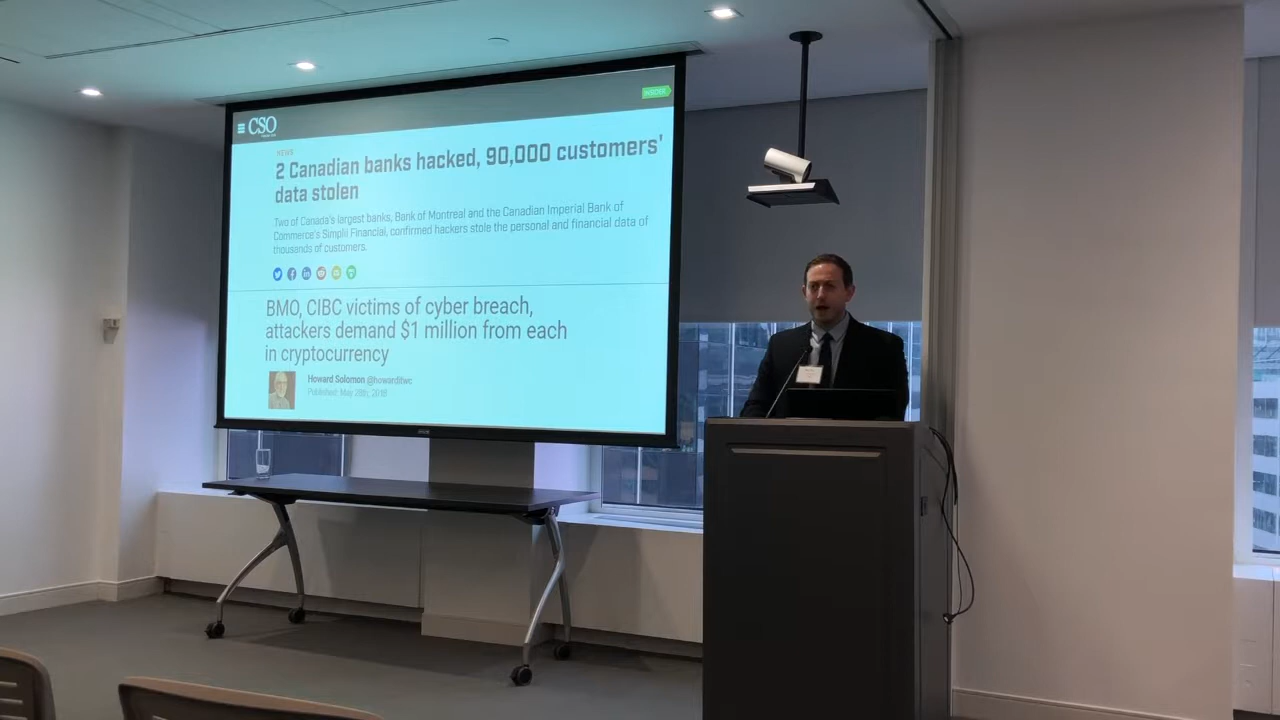 INSIDER
CSO
NEWS
2 Canadian banks hacked, 90,000 customers'
data stolen
Two of Canada's largest banks, Bank of Montreal and the Canadian Imperial Bank of
Commerce's Simplii Financial, confirmed hackers stole the personal and financial data of
thousands of customers.
BMO, CIBC victims of cyber breach,
attackers demand $1 million from each
in cryptocurrency
Howard Solomon @howarditwc
Published: May 28th, 2018